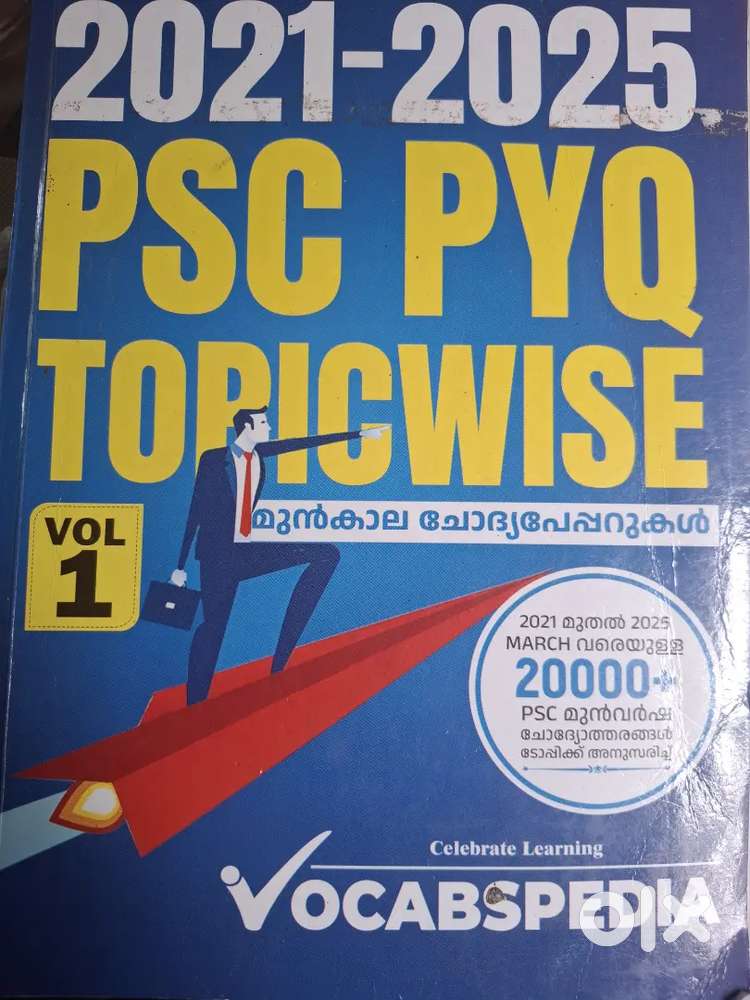 2021-2025
PSC PYQ
TOPICWISE
മുൻകാല ചോദ്യപേപ്പറുകൾ
VOL
1
2021 മുതൽ 2025
MARCH വരെയുള്ള
20000+
PSC മുൻവർഷ
ചോദ്യോത്തരങ്ങൾ
ടോപ്പിക്ക് അനുസരിച്ച്
Celebrate Learning
VOCABSPEDIA
olx